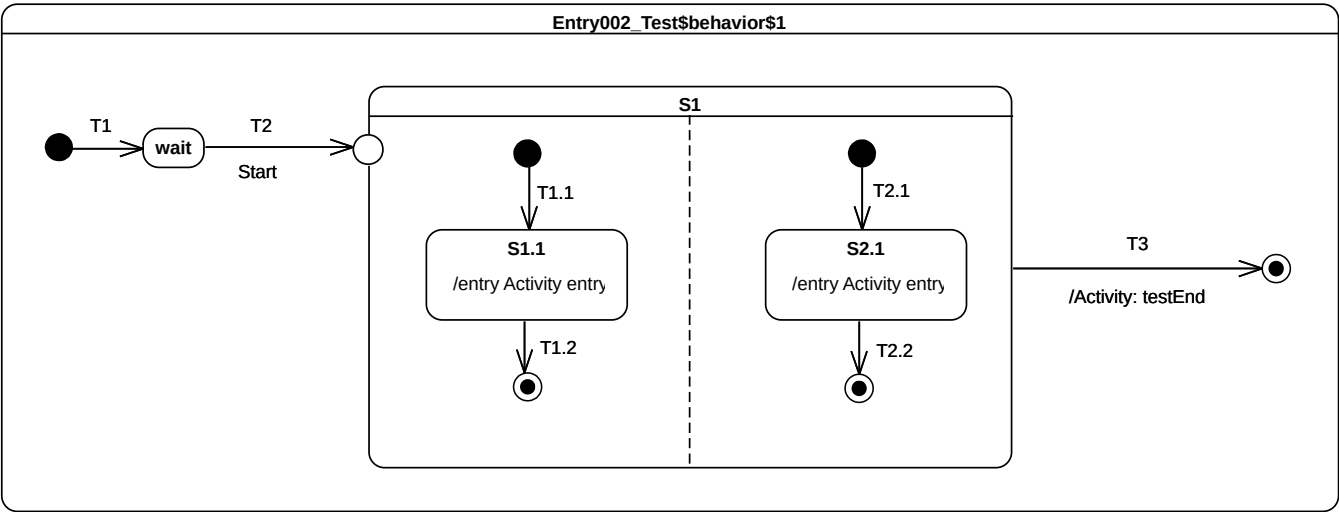 Entry002_Test$behavior$1
S1
T1
T2
wait
Start
T1.1
T2.1
S1.1
S2.1
/entry Activity entry
/entry Activity entry
T3
/Activity: testEnd
T1.2
T2.2